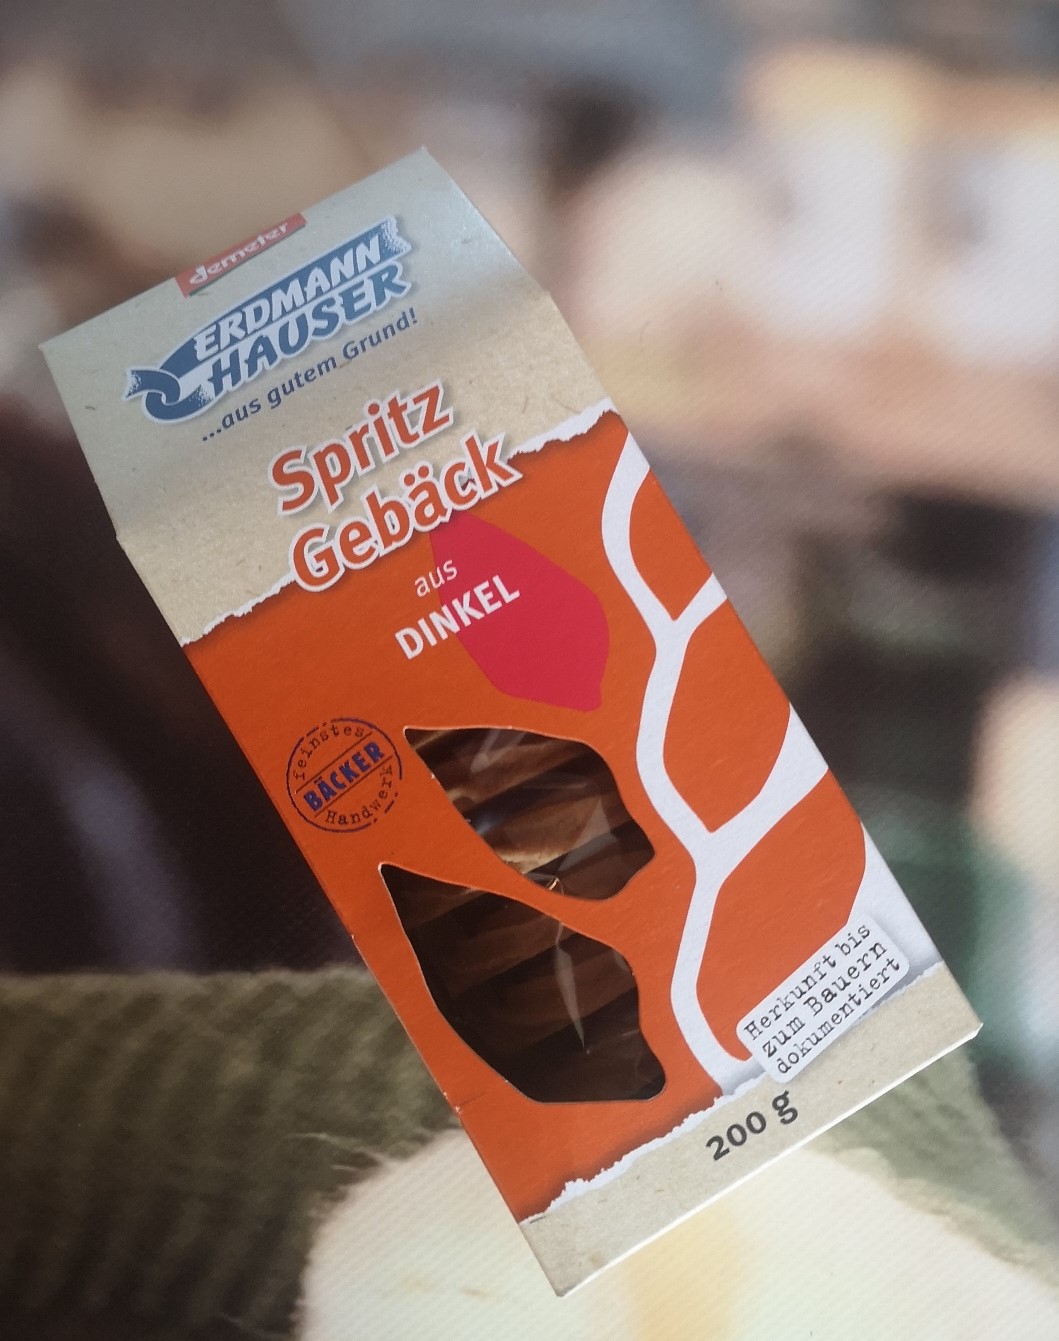 demeter
ERDMANN
HAUSER
...aus gutem Grund!
Spritz
Gebäck
aus
DINKEL
feinstes
BÄCKER
Handwerk
Herkunft bis
zum Bauern
dokumentiert
200 g